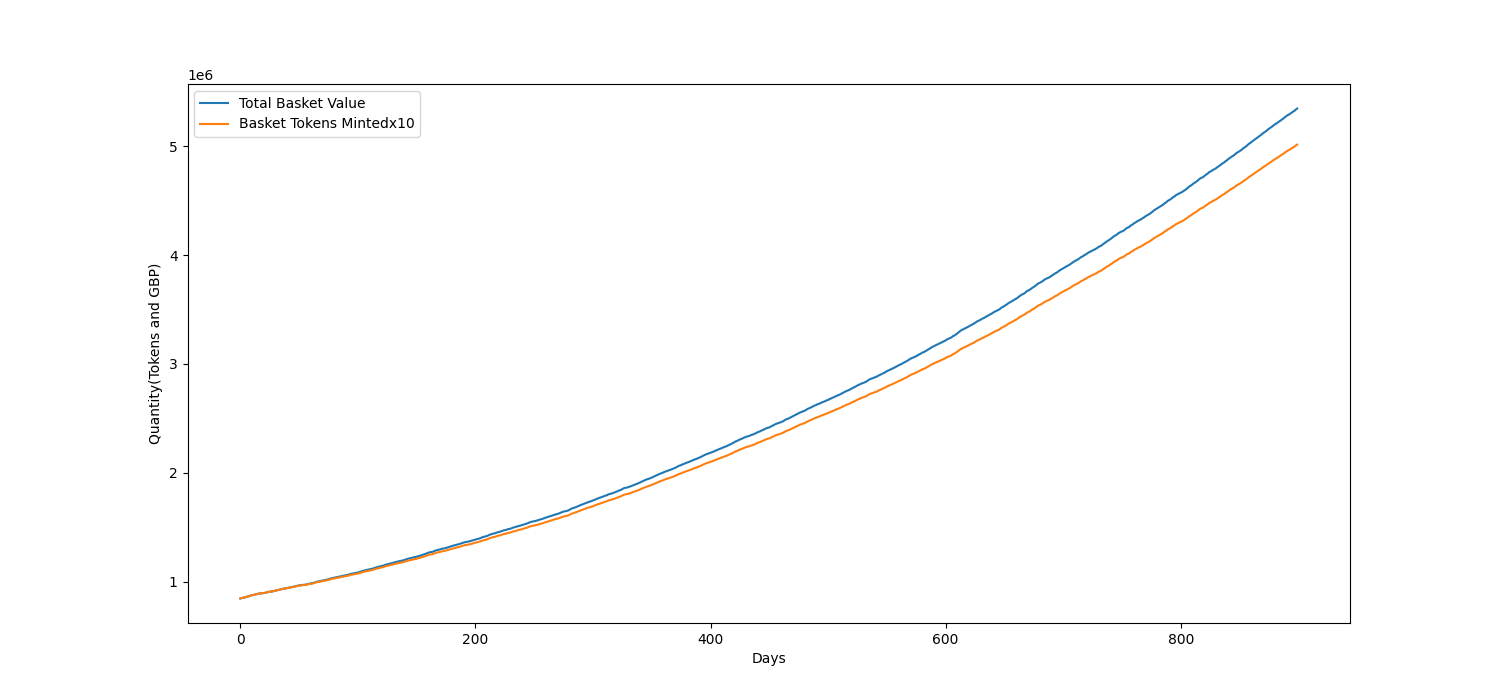 1e6
Total Basket Value
Basket Tokens Mintedx10
5
4
3
2
1
Quantity(Tokens and GBP)
0 200 400 600 800
Days